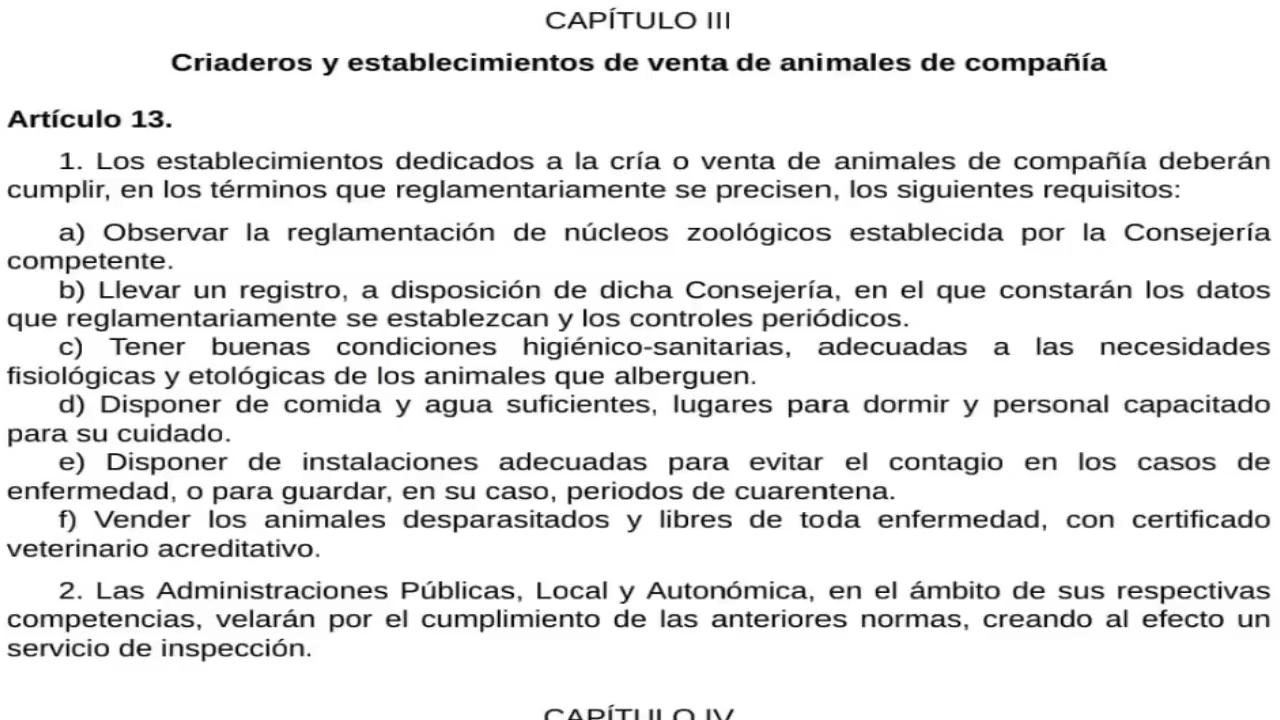 CAPÍTULO III
Criaderos y establecimientos de venta de animales de compañía
Artículo 13.
1. Los establecimientos dedicados a la cría o venta de animales de compañía deberán
cumplir, en los términos que reglamentariamente se precisen, los siguientes requisitos:
a) Observar la reglamentación de núcleos zoológicos establecida por la Consejería
competente.
b) Llevar un registro, a disposición de dicha Consejería, en el que constarán los datos
que reglamentariamente se establezcan y los controles periódicos.
c) Tener buenas condiciones higiénico-sanitarias, adecuadas a las necesidades
fisiológicas y etológicas de los animales que alberguen.
d) Disponer de comida y agua suficientes, lugares para dormir y personal capacitado
para su cuidado.
e) Disponer de instalaciones adecuadas para evitar el contagio en los casos de
enfermedad, o para guardar, en su caso, periodos de cuarentena.
f) Vender los animales desparasitados y libres de toda enfermedad, con certificado
veterinario acreditativo.
2. Las Administraciones Públicas, Local y Autonómica, en el ámbito de sus respectivas
competencias, velarán por el cumplimiento de las anteriores normas, creando al efecto un
servicio de inspección.
CAPÍTULO IV